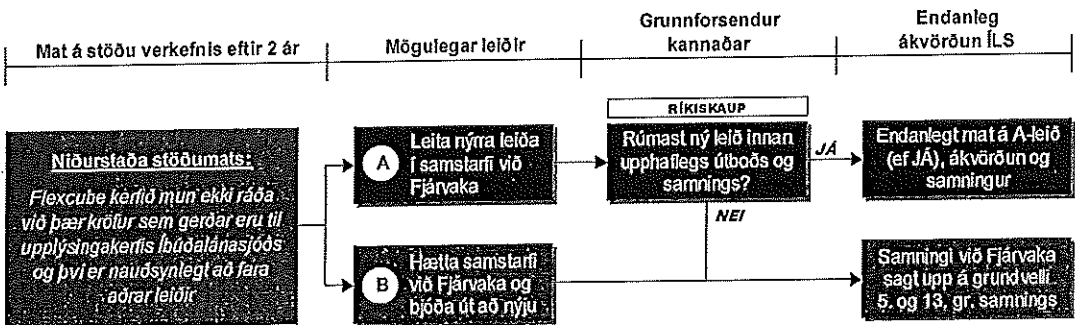 Mat á stöðu verkefnis eftir 2 ár
Mögulegar leiðir
Grunnforsendur
kannaðar
Endanleg
ákvörðun ÍLS
Niðurstaða stöðumats:
Flexcube kerfið mun ekki ráða
við þær kröfur sem gerðar eru til
upplýsingakerfis Íbúðalánasjóðs
og því er nauðsynlegt að fara
aðrar leiðir
A
Leita nýrra leiða
í samstarfi við
Fjárvaka
B
Hætta samstarfi
við Fjárvaka og
bjóða út að nýju
RÍKISKAUP
Rúmast ný leið innan
upphaflegs útboðs og
samnings?
JÁ
NEI
Endanlegt mat á A-leið
(ef JÁ), ákvörðun og
samningur
Samningi við Fjárvaka
sagt upp á grundvelli
5. og 13. gr. samnings